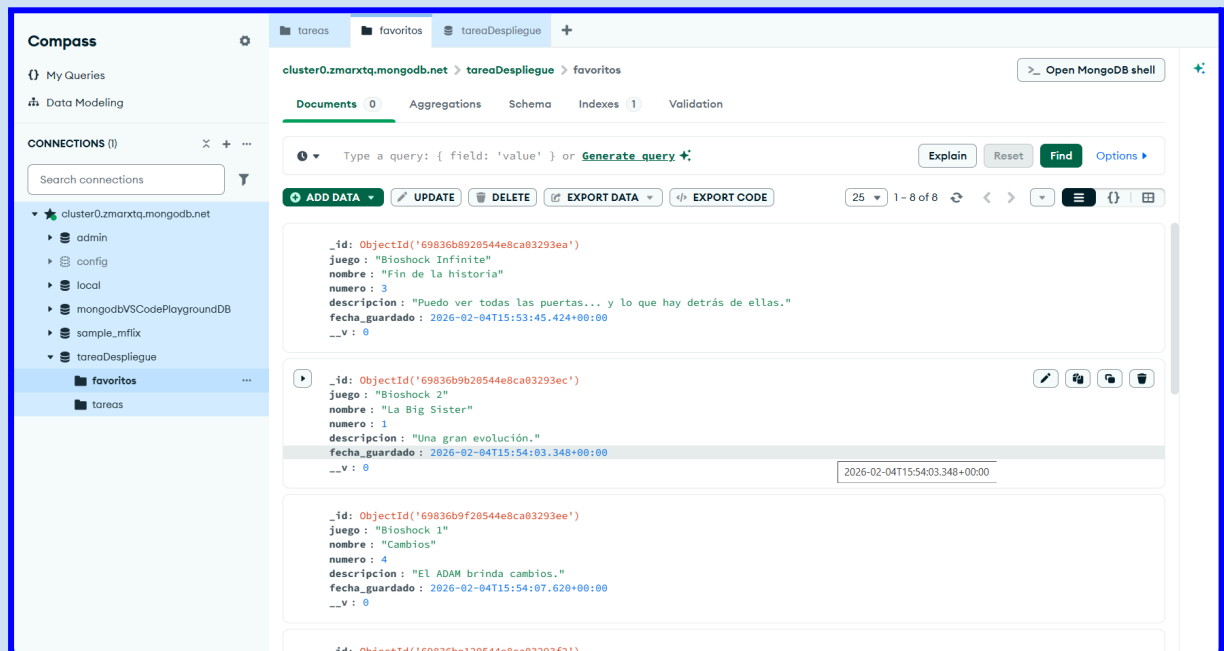 Compass
My Queries
Data Modeling
CONNECTIONS (1)
Search connections
cluster0.zmarxtq.mongodb.net
admin
config
local
mongodbVSCodePlaygroundDB
sample_mflix
tareaDespliegue
favoritos
tareas
tareas favoritos tareaDespliegue
cluster0.zmarxtq.mongodb.net > tareaDespliegue > favoritos
>_ Open MongoDB shell
Documents 0 Aggregations Schema Indexes 1 Validation
Type a query: { field: 'value' } or Generate query
Explain Reset Find Options
ADD DATA UPDATE DELETE EXPORT DATA EXPORT CODE
25 1 – 8 of 8
_id: ObjectId('69836b8920544e8ca03293ea')
juego : "Bioshock Infinite"
nombre : "Fin de la historia"
numero : 3
descripcion : "Puedo ver todas las puertas... y lo que hay detrás de ellas."
fecha_guardado : 2026-02-04T15:53:45.424+00:00
__v : 0
_id: ObjectId('69836b9b20544e8ca03293ec')
juego : "Bioshock 2"
nombre : "La Big Sister"
numero : 1
descripcion : "Una gran evolución."
fecha_guardado : 2026-02-04T15:54:03.348+00:00
__v : 0
2026-02-04T15:54:03.348+00:00
_id: ObjectId('69836b9f20544e8ca03293ee')
juego : "Bioshock 1"
nombre : "Cambios"
numero : 4
descripcion : "El ADAM brinda cambios."
fecha_guardado : 2026-02-04T15:54:07.620+00:00
__v : 0